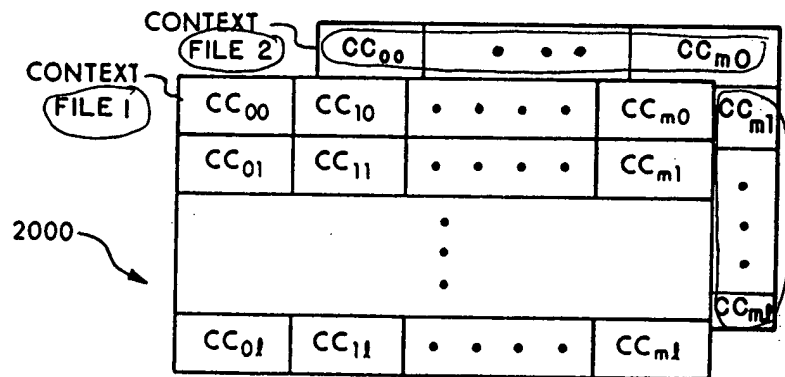 CONTEXT
FILE 2
CC₀₀ • • • CCₘ₀
CONTEXT
FILE 1
CC₀₀ CC₁₀ • • • • CCₘ₀ CCₘ₁
CC₀₁ CC₁₁ • • • • CCₘ₁
2000
CCₘₗ
CC₀ₗ CC₁ₗ • • • • CCₘₗ